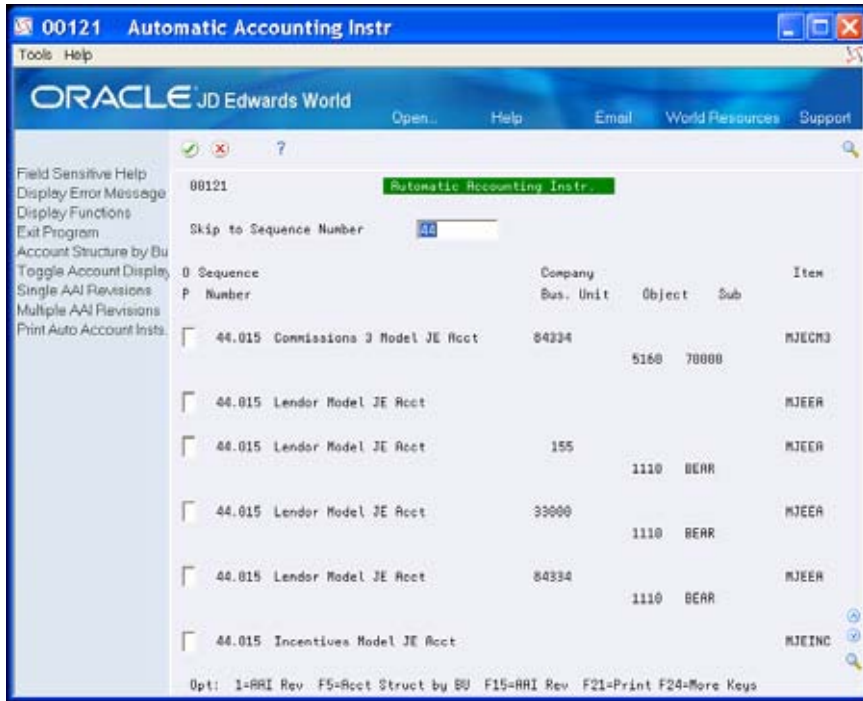 00121 Automatic Accounting Instr
Tools Help
ORACLE JD Edwards World
Open... Help Email World Resources Support
?
Field Sensitive Help
Display Error Message
Display Functions
Exit Program
Account Structure by Bu
Toggle Account Display
Single AAI Revisions
Multiple AAI Revisions
Print Auto Account Insts.
00121 Automatic Accounting Instr.
Skip to Sequence Number 44
O Sequence Company Item
P Number Bus. Unit Object Sub
44.015 Commissions 3 Model JE Acct 84334 MJECM3
5160 70000
44.015 Lendor Model JE Acct MJEEA
44.015 Lendor Model JE Acct 155 MJEEA
1110 BEAR
44.015 Lendor Model JE Acct 33000 MJEEA
1110 BEAR
44.015 Lendor Model JE Acct 84334 MJEEA
1110 BEAR
44.015 Incentives Model JE Acct MJEINC
Opt: 1=AAI Rev F5=Acct Struct by BU F15=AAI Rev F21=Print F24=More Keys